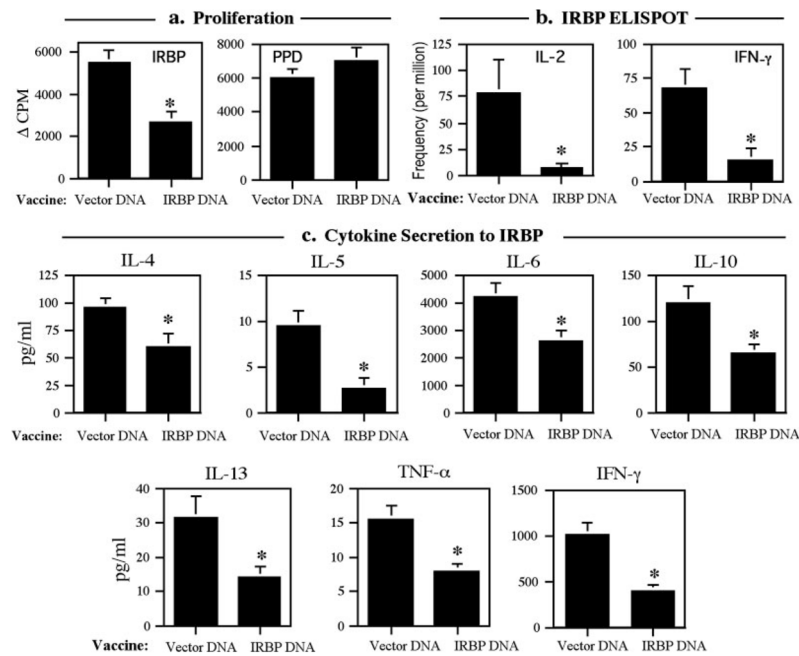 a. Proliferation
b. IRBP ELISPOT
Δ CPM
6000
4000
2000
0
IRBP
*
8000
6000
4000
2000
0
PPD
Frequency (per million)
125
100
75
50
25
0
IL-2
*
100
75
50
25
0
IFN-γ
*
Vaccine: Vector DNA IRBP DNA
Vector DNA IRBP DNA
Vaccine: Vector DNA IRBP DNA
Vector DNA IRBP DNA
c. Cytokine Secretion to IRBP
IL-4
pg/ml
125
100
75
50
25
0
*
IL-5
15
10
5
0
*
IL-6
5000
4000
3000
2000
1000
0
*
IL-10
150
100
50
0
*
Vaccine: Vector DNA IRBP DNA
Vector DNA IRBP DNA
Vector DNA IRBP DNA
Vector DNA IRBP DNA
IL-13
pg/ml
40
30
20
10
0
*
TNF-α
20
15
10
5
0
*
IFN-γ
1500
1000
500
0
*
Vaccine: Vector DNA IRBP DNA
Vector DNA IRBP DNA
Vector DNA IRBP DNA